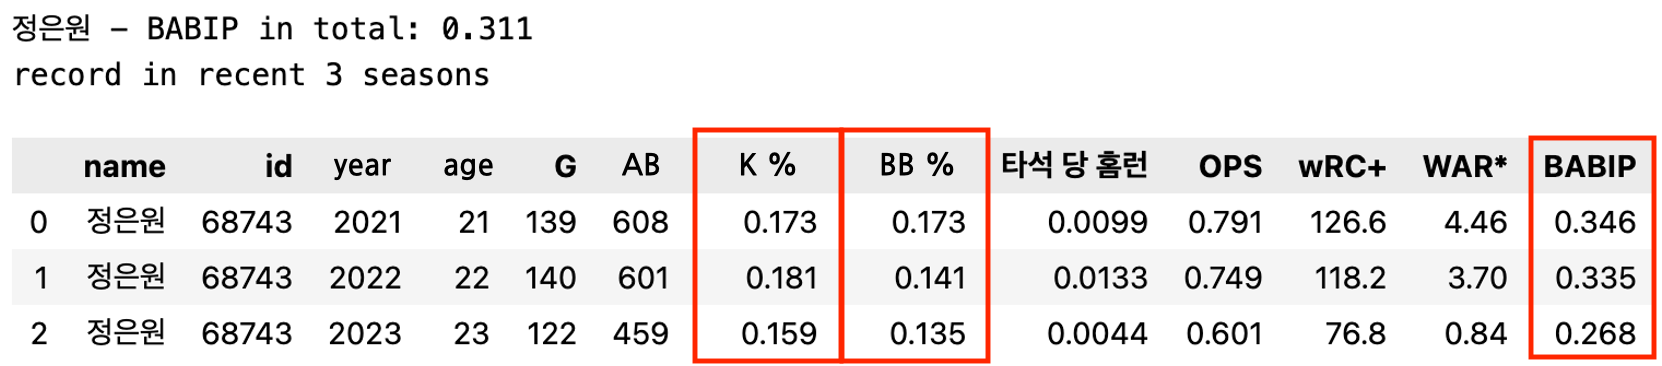 정은원 - BABIP in total: 0.311
record in recent 3 seasons
name id year age G AB K % BB % 타석 당 홈런 OPS wRC+ WAR* BABIP
0 정은원 68743 2021 21 139 608 0.173 0.173 0.0099 0.791 126.6 4.46 0.346
1 정은원 68743 2022 22 140 601 0.181 0.141 0.0133 0.749 118.2 3.70 0.335
2 정은원 68743 2023 23 122 459 0.159 0.135 0.0044 0.601 76.8 0.84 0.268